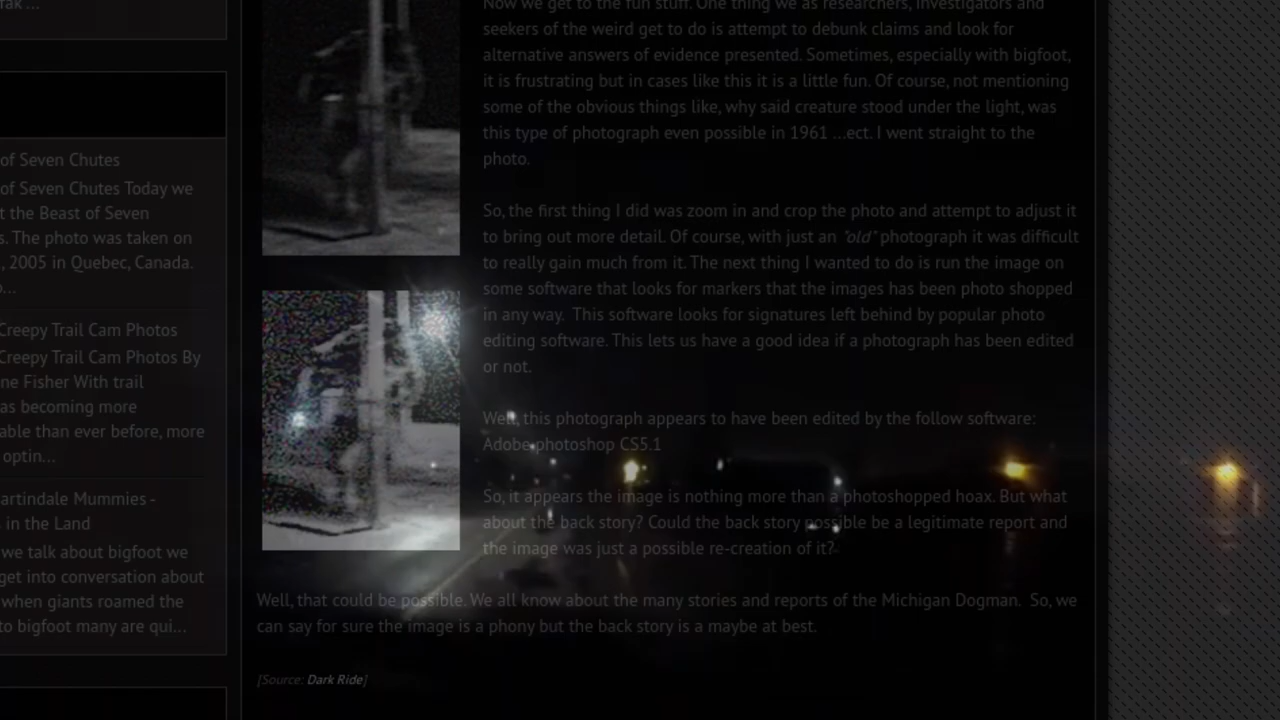 rak ...
of Seven Chutes
of Seven Chutes Today we
t the Beast of Seven
s. The photo was taken on
, 2005 in Quebec, Canada.
o...
Creepy Trail Cam Photos
Creepy Trail Cam Photos By
ne Fisher With trail
as becoming more
able than ever before, more
optin...
artindale Mummies -
s in the Land
we talk about bigfoot we
get into conversation about
when giants roamed the
to bigfoot many are qui...
Now we get to the fun stuff. One thing we as researchers, investigators and
seekers of the weird get to do is attempt to debunk claims and look for
alternative answers of evidence presented. Sometimes, especially with bigfoot,
it is frustrating but in cases like this it is a little fun. Of course, not mentioning
some of the obvious things like, why said creature stood under the light, was
this type of photograph even possible in 1961 ...ect. I went straight to the
photo.
So, the first thing I did was zoom in and crop the photo and attempt to adjust it
to bring out more detail. Of course, with just an "old" photograph it was difficult
to really gain much from it. The next thing I wanted to do is run the image on
some software that looks for markers that the images has been photo shopped
in any way. This software looks for signatures left behind by popular photo
editing software. This lets us have a good idea if a photograph has been edited
or not.
Well, this photograph appears to have been edited by the follow software:
Adobe photoshop CS5.1
So, it appears the image is nothing more than a photoshopped hoax. But what
about the back story? Could the back story possible be a legitimate report and
the image was just a possible re-creation of it?
Well, that could be possible. We all know about the many stories and reports of the Michigan Dogman. So, we
can say for sure the image is a phony but the back story is a maybe at best.
[Source: Dark Ride]